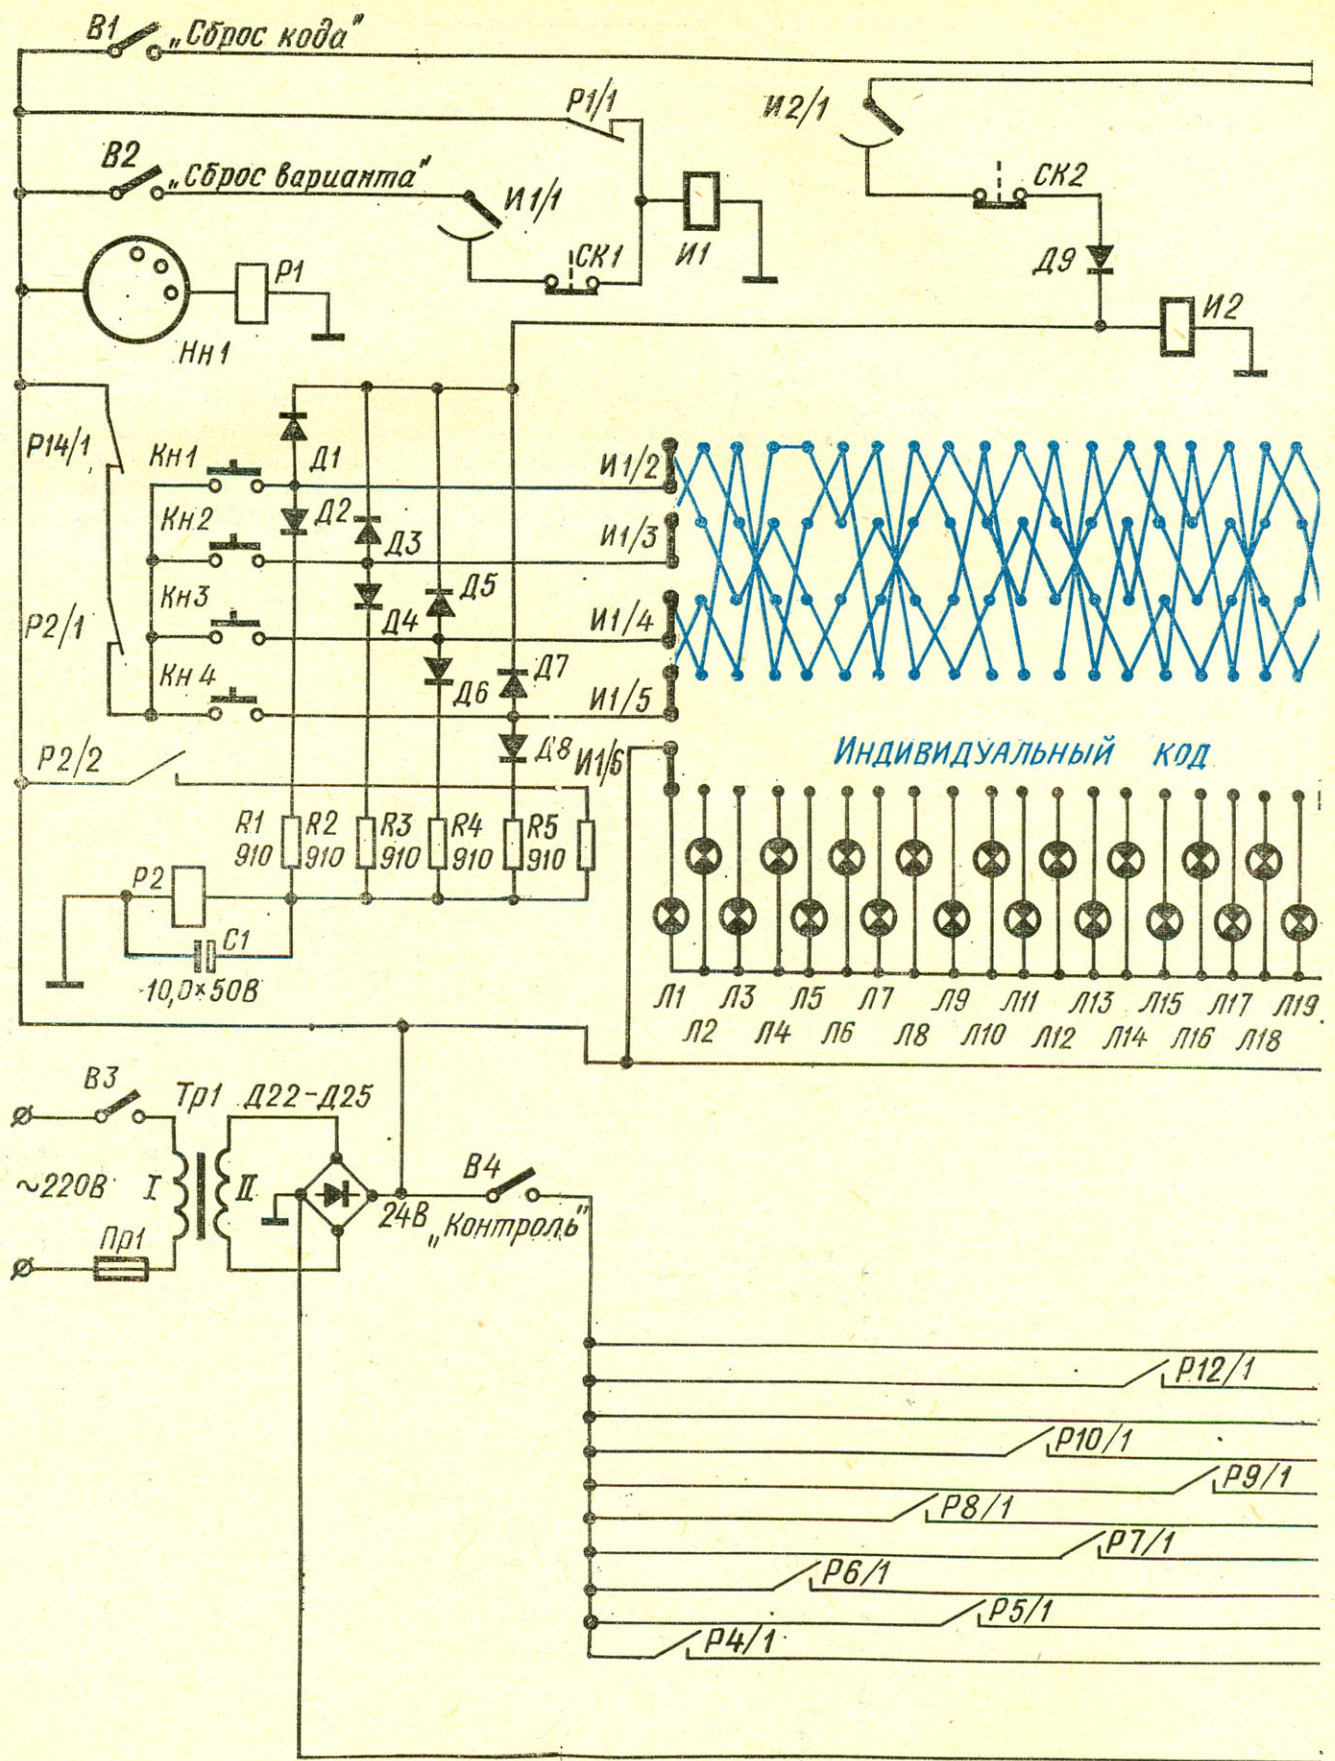 В1 „Сброс кода"
Р1/1
И2/1
В2 „Сброс варианта"
И1/1
СК2
СК1
И1
Д9
Р1
И2
Нн1
Р14/1
Кн1
Д1
И1/2
Кн2
Д2
Д3
И1/3
Кн3
Д4
Д5
И1/4
Р2/1
Кн4
Д6
Д7
И1/5
Р2/2
Д8
И1/6
Индивидуальный код
R1 R2 R3 R4 R5
910 910 910 910 910
Р2
С1
10,0×50В
Л1 Л3 Л5 Л7 Л9 Л11 Л13 Л15 Л17 Л19
Л2 Л4 Л6 Л8 Л10 Л12 Л14 Л16 Л18
В3
Тр1 Д22-Д25
~220В
I
II
В4
24В „Контроль"
Пр1
Р12/1
Р10/1
Р9/1
Р8/1
Р7/1
Р6/1
Р5/1
Р4/1